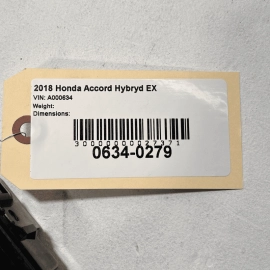 2018 Honda Accord Hybryd EX
VIN: A000634
Weight:
Dimensions:
30000000027371
0634-0279